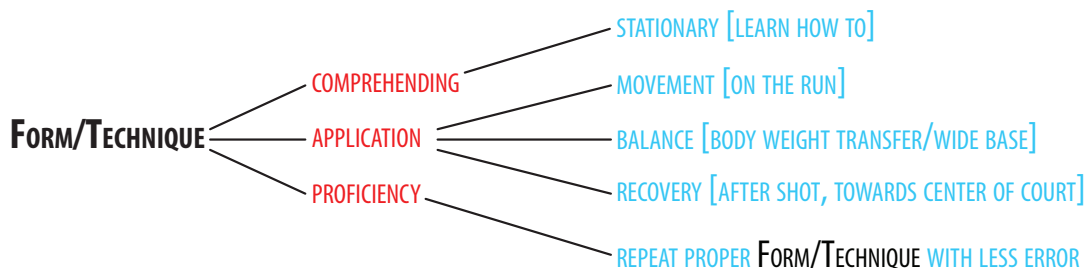 FORM/TECHNIQUE
COMPREHENDING
APPLICATION
PROFICIENCY
STATIONARY [LEARN HOW TO]
MOVEMENT [ON THE RUN]
BALANCE [BODY WEIGHT TRANSFER/WIDE BASE]
RECOVERY [AFTER SHOT, TOWARDS CENTER OF COURT]
REPEAT PROPER FORM/TECHNIQUE WITH LESS ERROR